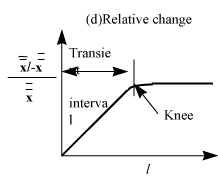 (d)Relative change
Transie
x̿/-x̿
x̿
interva
l
Knee
l